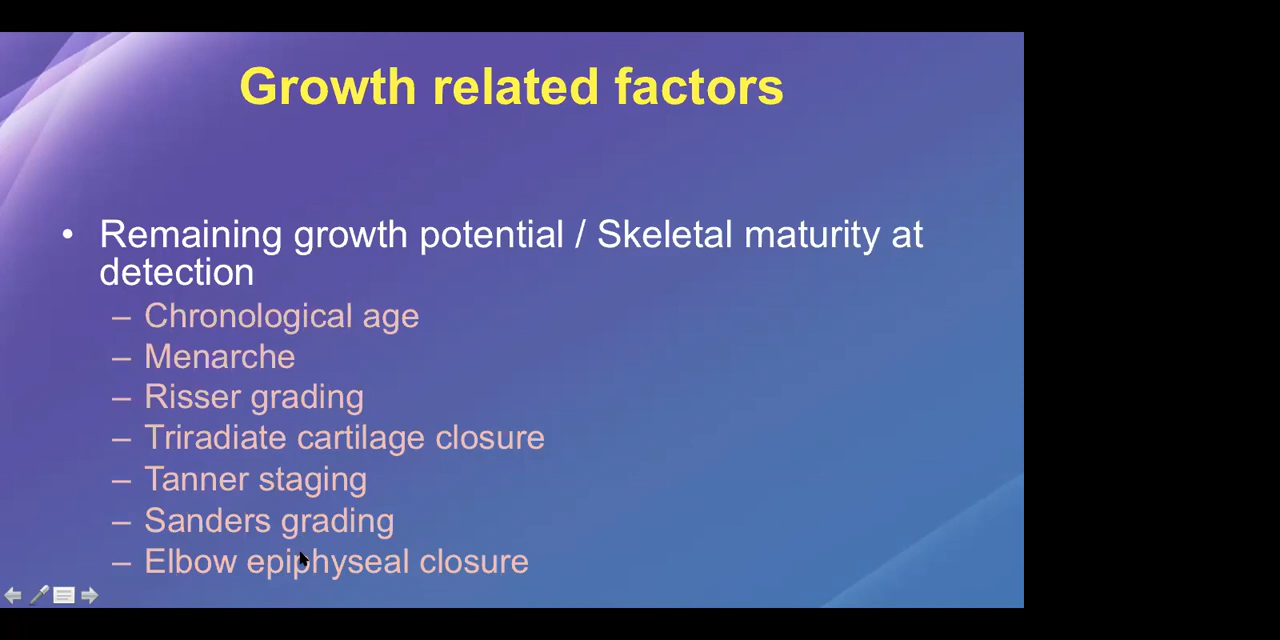 Growth related factors
• Remaining growth potential / Skeletal maturity at
detection
– Chronological age
– Menarche
– Risser grading
– Triradiate cartilage closure
– Tanner staging
– Sanders grading
– Elbow epiphyseal closure